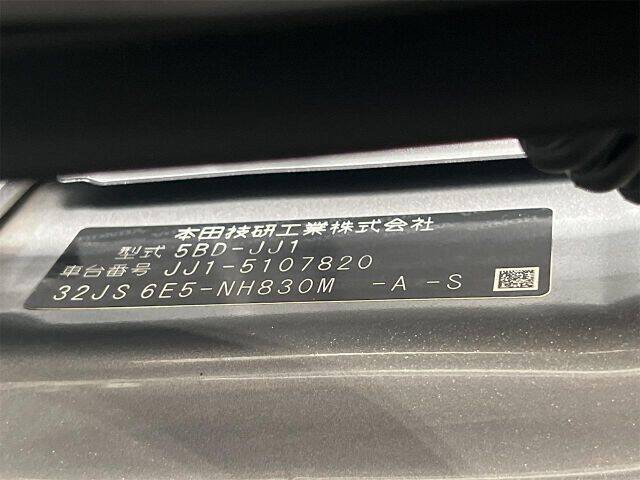 本田技研工業株式会社
型式 5BD-JJ1
車台番号 JJ1-5107820
32JS 6E5-NH830M -A -S